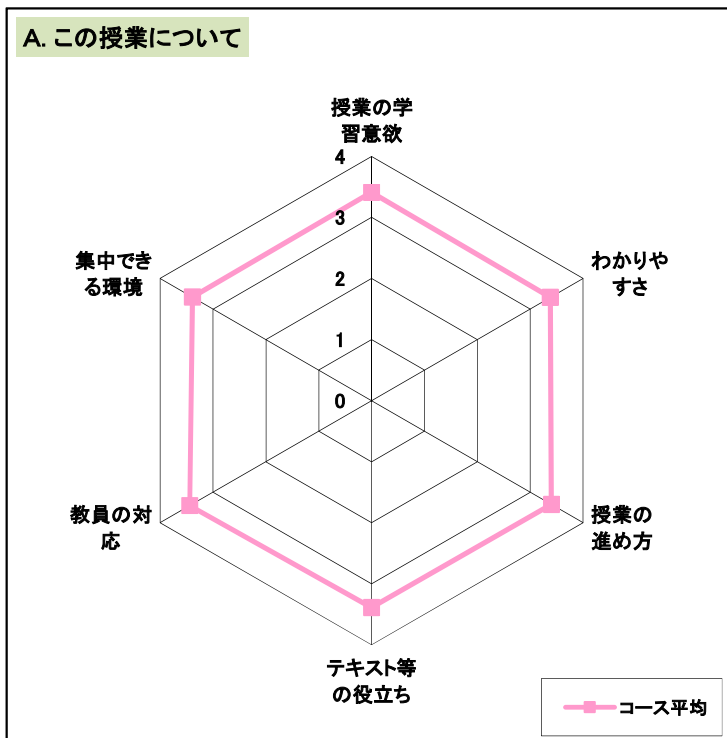 A. この授業について
授業の学
習意欲
4
3
2
1
0
集中でき
る環境
わかりや
すさ
教員の対
応
授業の
進め方
テキスト等
の役立ち
コース平均